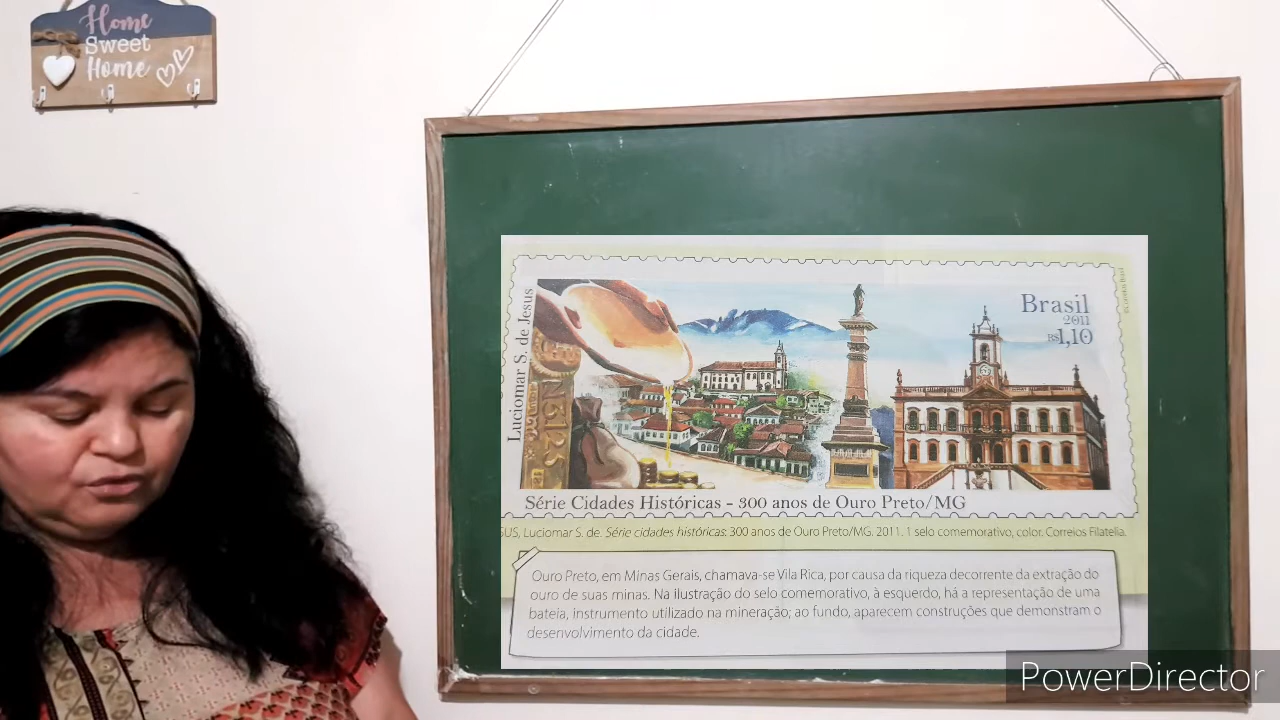 Home
Sweet
Home
Brasil
2011
R$1,10
Luciomar S. de Jesus
NS123
Série Cidades Históricas - 300 anos de Ouro Preto/MG
SUS, Luciomar S. de. Série cidades históricas: 300 anos de Ouro Preto/MG. 2011. 1 selo comemorativo, color. Correios Filatelia.
Ouro Preto, em Minas Gerais, chamava-se Vila Rica, por causa da riqueza decorrente da extração do
ouro de suas minas. Na ilustração do selo comemorativo, à esquerdo, há a representação de uma
bateia, instrumento utilizado na mineração; ao fundo, aparecem construções que demonstram o
desenvolvimento da cidade.
PowerDirector